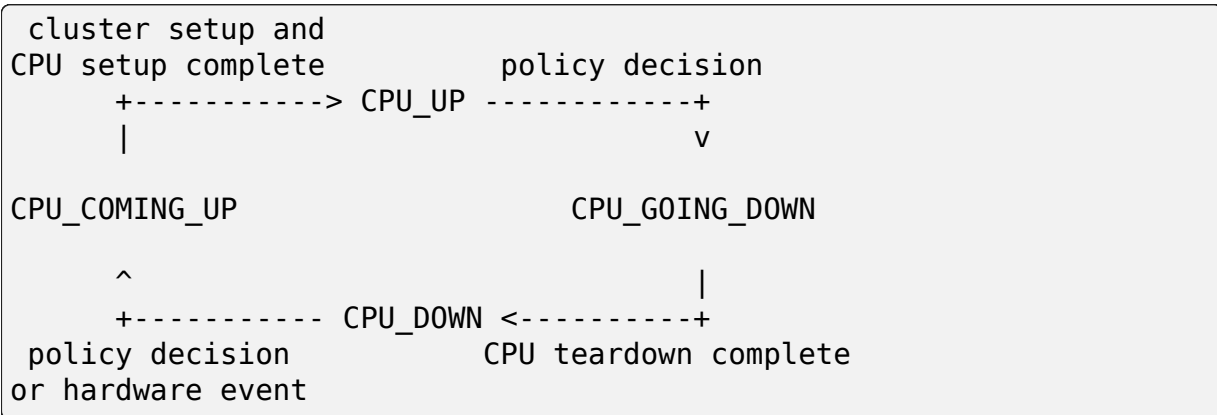 cluster setup and
CPU setup complete          policy decision
      +-----------> CPU_UP ------------+
      |                                v

CPU_COMING_UP                   CPU_GOING_DOWN

      ^                                |
      +----------- CPU_DOWN <----------+
 policy decision           CPU teardown complete
or hardware event